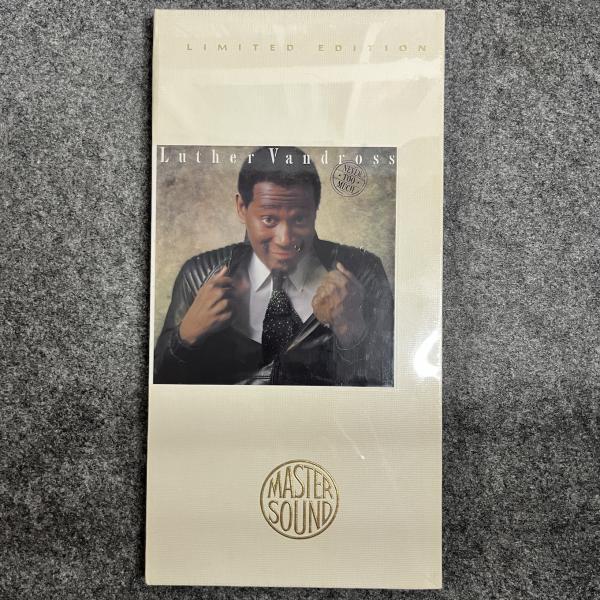 LIMITED EDITION
Luther Vandross
NEVER
• TOO •
MUCH
MASTER
SOUND